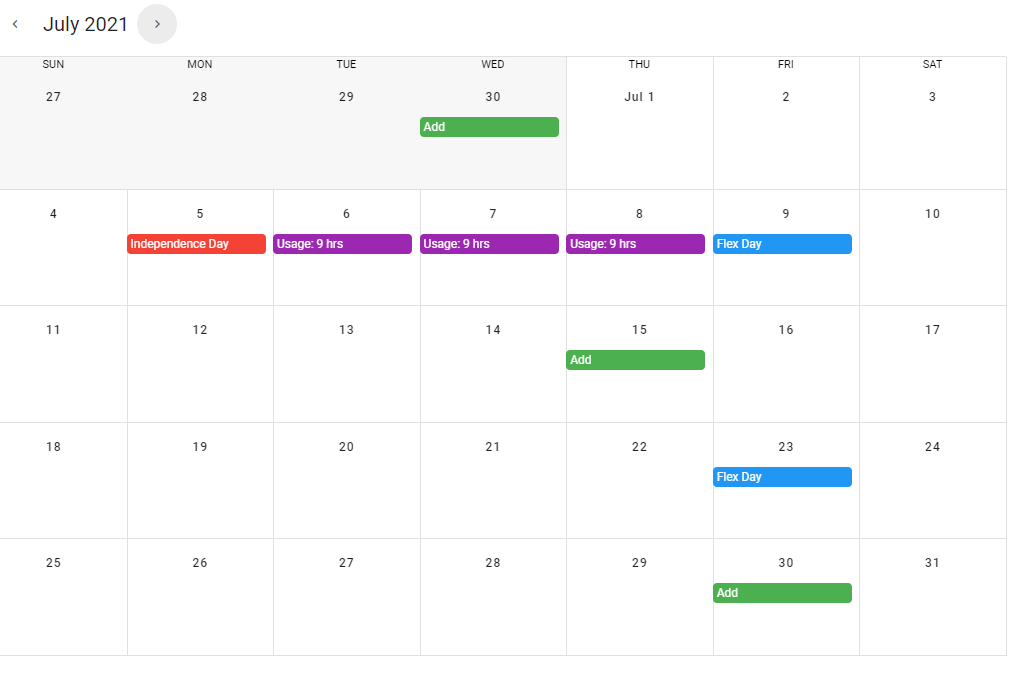 July 2021
SUN MON TUE WED THU FRI SAT
27 28 29 30 Jul 1 2 3
Add
4 5 6 7 8 9 10
Independence Day Usage: 9 hrs Usage: 9 hrs Usage: 9 hrs Flex Day
11 12 13 14 15 16 17
Add
18 19 20 21 22 23 24
Flex Day
25 26 27 28 29 30 31
Add